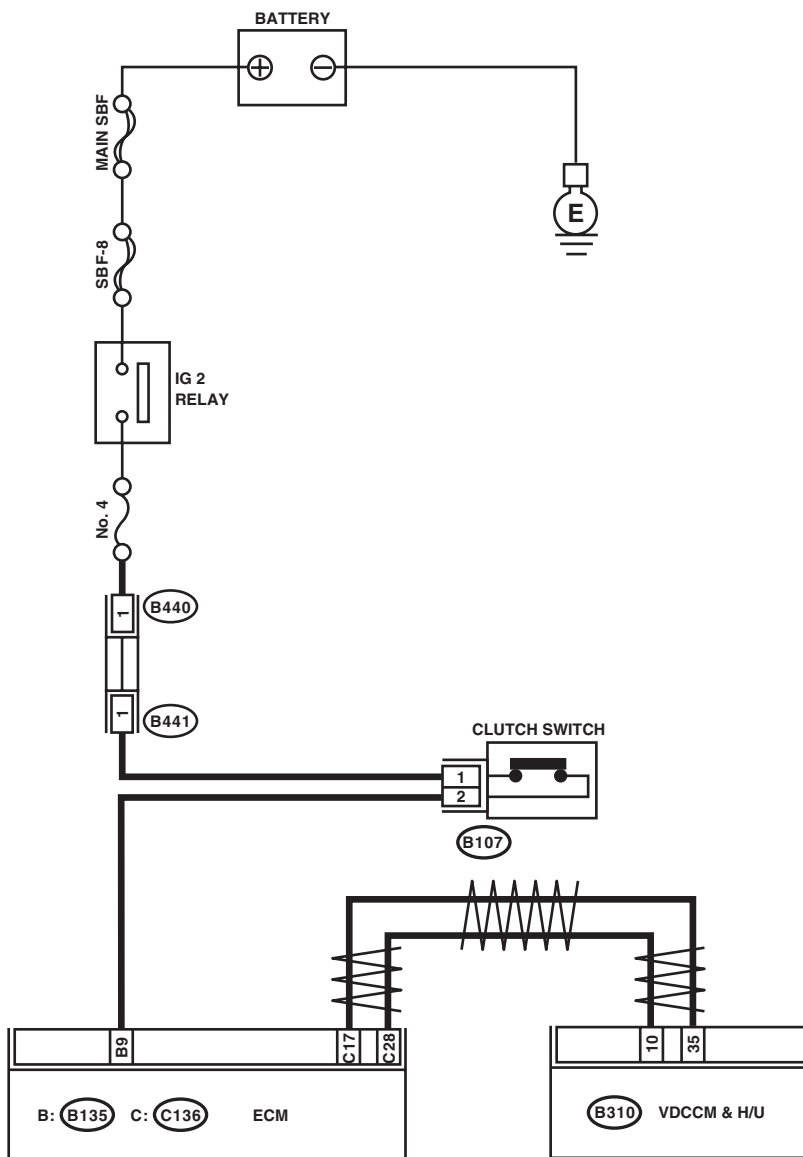 BATTERY
MAIN SBF
E
SBF-8
IG 2
RELAY
No. 4
1
B440
1
B441
CLUTCH SWITCH
1
2
B107
B9
C17
C28
10
35
B: B135 C: C136 ECM
B310 VDCCM & H/U